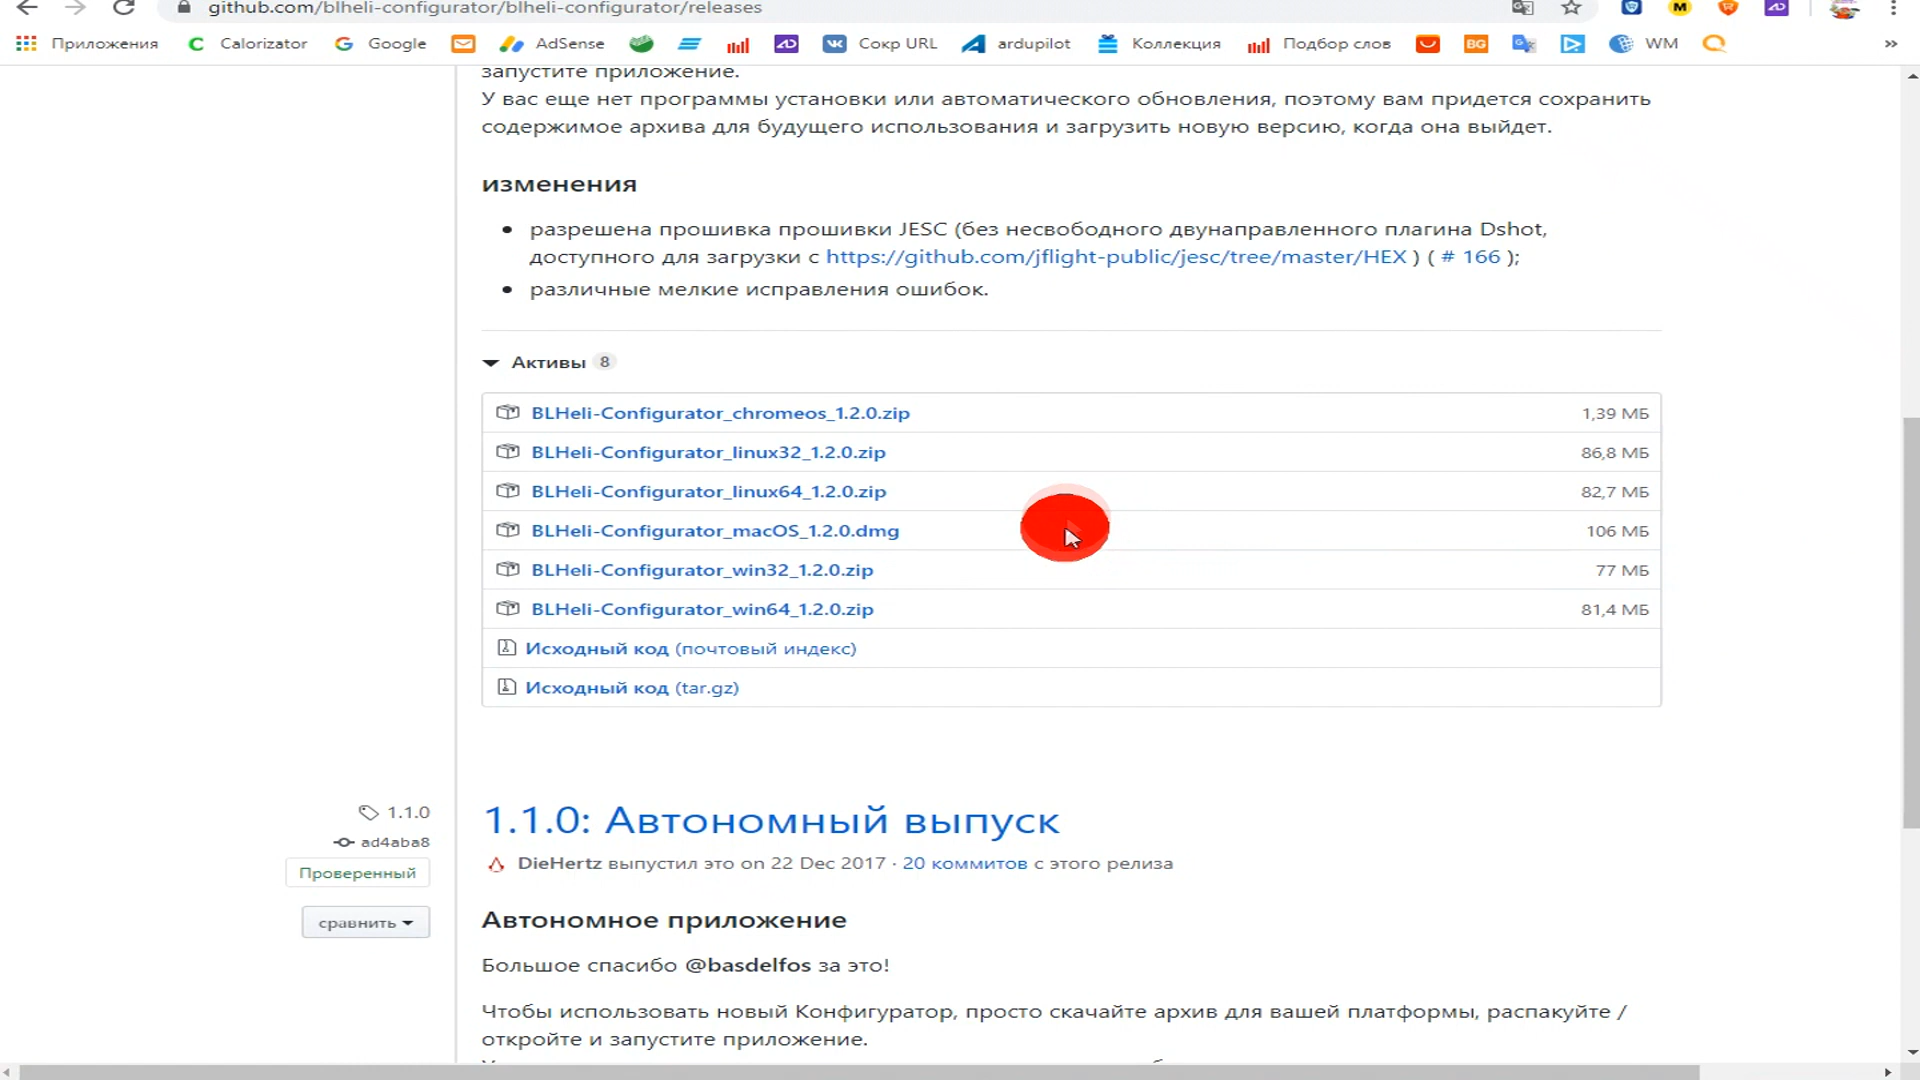 github.com/blheli-configurator/blheli-configurator/releases
Приложения Calorizator Google AdSense Сокр URL ardupilot Коллекция Подбор слов BG WM »
запустите приложение.
У вас еще нет программы установки или автоматического обновления, поэтому вам придется сохранить
содержимое архива для будущего использования и загрузить новую версию, когда она выйдет.
изменения
разрешена прошивка прошивки JESC (без несвободного двунаправленного плагина Dshot,
доступного для загрузки с https://github.com/jflight-public/jesc/tree/master/HEX ) ( # 166 );
различные мелкие исправления ошибок.
Активы 8
BLHeli-Configurator_chromeos_1.2.0.zip 1,39 МБ
BLHeli-Configurator_linux32_1.2.0.zip 86,8 МБ
BLHeli-Configurator_linux64_1.2.0.zip 82,7 МБ
BLHeli-Configurator_macOS_1.2.0.dmg 106 МБ
BLHeli-Configurator_win32_1.2.0.zip 77 МБ
BLHeli-Configurator_win64_1.2.0.zip 81,4 МБ
Исходный код (почтовый индекс)
Исходный код (tar.gz)
1.1.0
ad4aba8
Проверенный
сравнить
1.1.0: Автономный выпуск
DieHertz выпустил это on 22 Dec 2017 · 20 коммитов с этого релиза
Автономное приложение
Большое спасибо @basdelfos за это!
Чтобы использовать новый Конфигуратор, просто скачайте архив для вашей платформы, распакуйте /
откройте и запустите приложение.